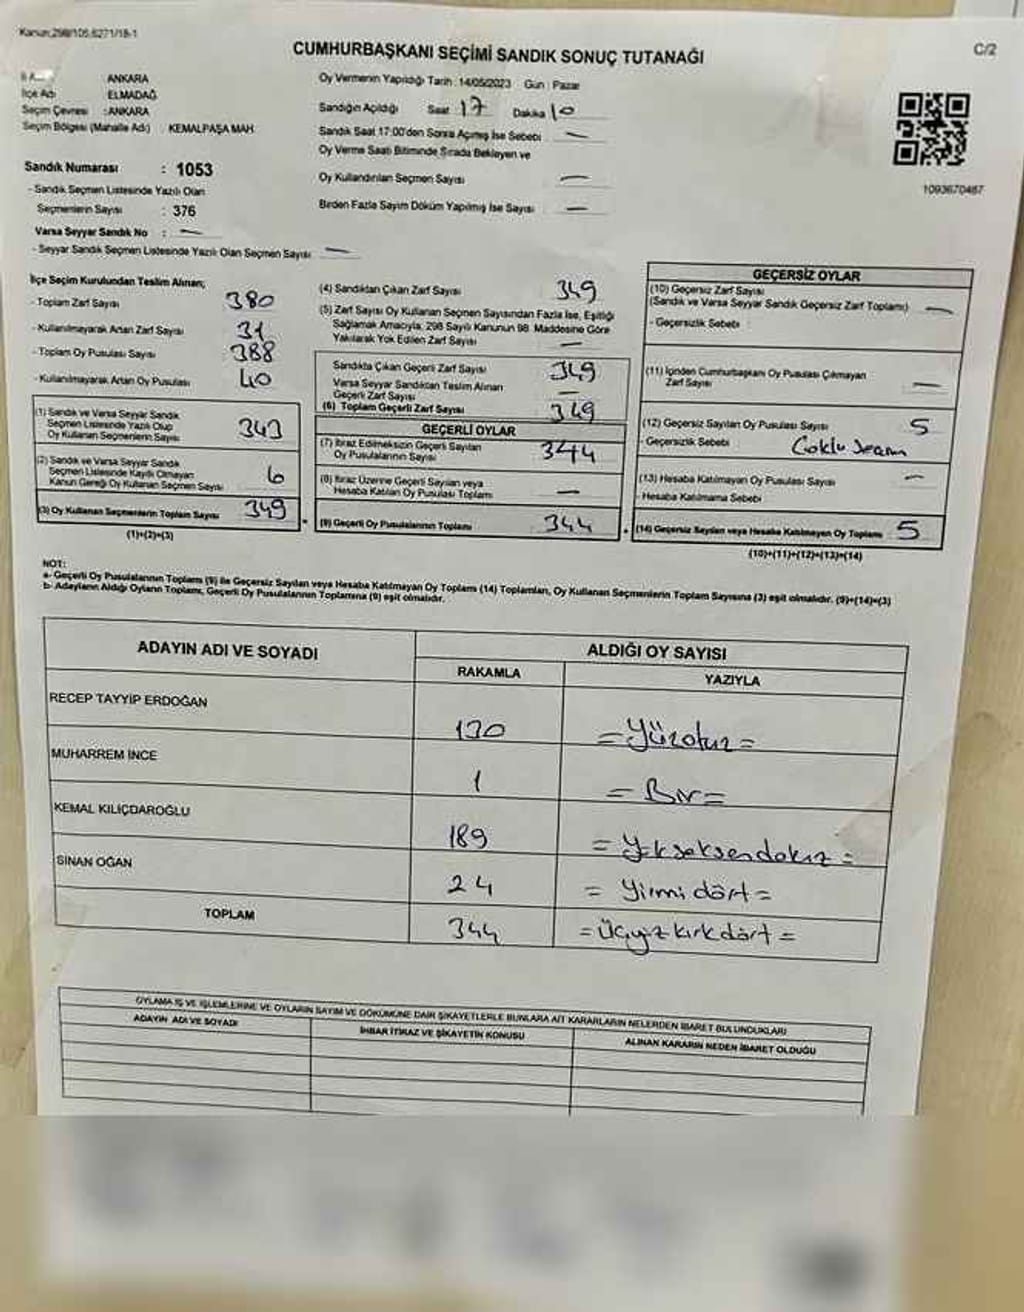 Kanun;298/105,6271/18-1
CUMHURBAŞKANI SEÇİMİ SANDIK SONUÇ TUTANAĞI
C/2
ANKARA
İlçe Adı ELMADAĞ
Seçim Çevresi : ANKARA
Seçim Bölgesi (Mahalle Adı) : KEMALPAŞA MAH.
Sandık Numarası : 1053
- Sandık Seçmen Listesinde Yazılı Olan
Seçmenlerin Sayısı : 376
Varsa Seyyar Sandık No : —
- Seyyar Sandık Seçmen Listesinde Yazılı Olan Seçmen Sayısı —
Oy Vermenin Yapıldığı Tarih : 14/05/2023 Gün : Pazar
Sandığın Açıldığı Saat 17 Dakika 10
Sandık Saat 17:00'den Sonra Açılmış İse Sebebi —
Oy Verme Saati Bitiminde Sırada Bekleyen ve
Oy Kullandırılan Seçmen Sayısı —
Birden Fazla Sayım Döküm Yapılmış İse Sayısı —
1093670487
İlçe Seçim Kurulundan Teslim Alınan;
- Toplam Zarf Sayısı 380
- Kullanılmayarak Artan Zarf Sayısı 31
- Toplam Oy Pusulası Sayısı 388
- Kullanılmayarak Artan Oy Pusulası 40
(1) Sandık ve Varsa Seyyar Sandık
Seçmen Listesinde Yazılı Olup
Oy Kullanan Seçmenlerin Sayısı 343
(2) Sandık ve Varsa Seyyar Sandık
Seçmen Listesinde Kayıtlı Olmayan
Kanun Gereği Oy Kullanan Seçmen Sayısı 6
(3) Oy Kullanan Seçmenlerin Toplam Sayısı 349
(1)+(2)=(3)
(4) Sandıktan Çıkan Zarf Sayısı 349
(5) Zarf Sayısı Oy Kullanan Seçmen Sayısından Fazla İse, Eşitliği
Sağlamak Amacıyla, 298 Sayılı Kanunun 98. Maddesine Göre
Yakılarak Yok Edilen Zarf Sayısı —
Sandıkta Çıkan Geçerli Zarf Sayısı 349
Varsa Seyyar Sandıktan Teslim Alınan
Geçerli Zarf Sayısı —
(6) Toplam Geçerli Zarf Sayısı 349
GEÇERLİ OYLAR
(7) İtiraz Edilmeksizin Geçerli Sayılan
Oy Pusulalarının Sayısı 344
(8) İtiraz Üzerine Geçerli Sayılan veya
Hesaba Katılan Oy Pusulası Toplamı —
(9) Geçerli Oy Pusulalarının Toplamı 344
GEÇERSİZ OYLAR
(10) Geçersiz Zarf Sayısı
(Sandık ve Varsa Seyyar Sandık Geçersiz Zarf Toplamı) —
- Geçersizlik Sebebi :
(11) İçinden Cumhurbaşkanı Oy Pusulası Çıkmayan
Zarf Sayısı —
(12) Geçersiz Sayılan Oy Pusulası Sayısı 5
- Geçersizlik Sebebi Çoklu
(13) Hesaba Katılmayan Oy Pusulası Sayısı —
- Hesaba Katılmama Sebebi
(14) Geçersiz Sayılan veya Hesaba Katılmayan Oy Toplamı 5
(10)+(11)+(12)+(13)=(14)
NOT:
a- Geçerli Oy Pusulalarının Toplamı (9) ile Geçersiz Sayılan veya Hesaba Katılmayan Oy Toplamı (14) Toplamları, Oy Kullanan Seçmenlerin Toplam Sayısına (3) eşit olmalıdır. (9)+(14)=(3)
b- Adayların Aldığı Oyların Toplamı, Geçerli Oy Pusulalarının Toplamına (9) eşit olmalıdır.
ADAYIN ADI VE SOYADI ALDIĞI OY SAYISI
RAKAMLA YAZIYLA
RECEP TAYYİP ERDOĞAN 130 =Yüzotuz=
MUHARREM İNCE 1 =Bir=
KEMAL KILIÇDAROĞLU 189 =Yükseksendokuz=
SİNAN OĞAN 24 =Yirmidört=
TOPLAM 344 =Üçyüzkırkdört=
OYLAMA İŞ VE İŞLEMLERİNE VE OYLARIN SAYIM VE DÖKÜMÜNE DAİR ŞİKAYETLERLE BUNLARA AİT KARARLARIN NELERDEN İBARET BULUNDUKLARI
ADAYIN ADI VE SOYADI İHBAR İTİRAZ VE ŞİKAYETİN KONUSU ALINAN KARARIN NEDEN İBARET OLDUĞU